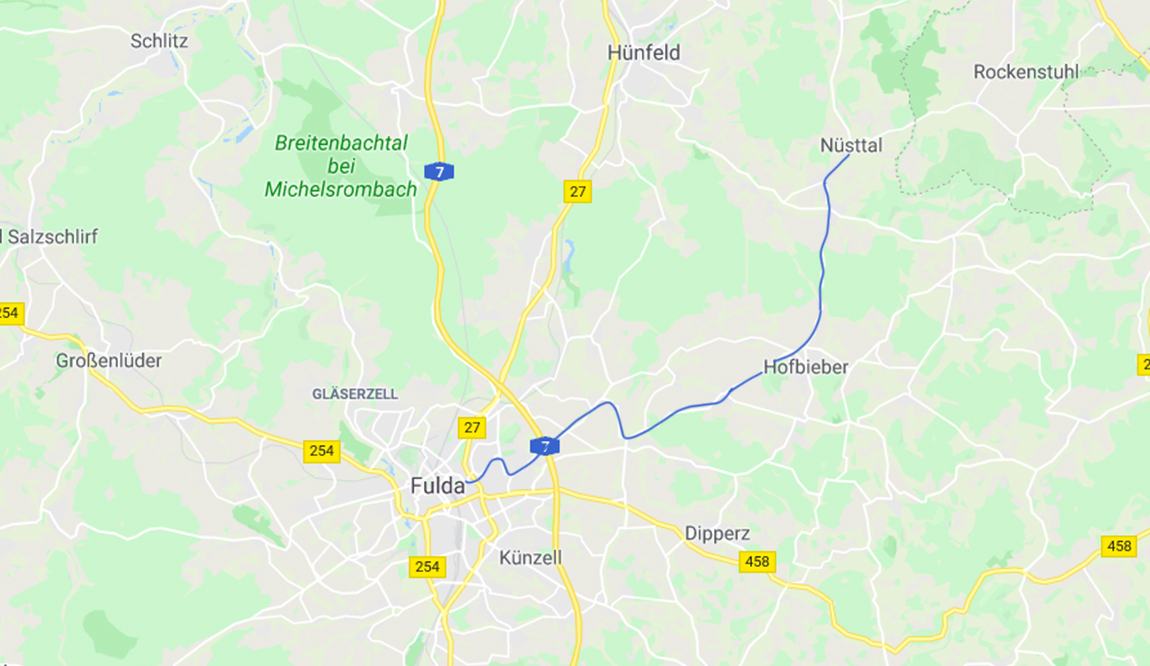 Schlitz
Hünfeld
Rockenstuhl
Breitenbachtal
bei
Michelsrombach
7
Nüsttal
27
l Salzschlirf
254
Großenlüder
Hofbieber
2
GLÄSERZELL
27
7
254
Fulda
Dipperz
458
Künzell
458
254